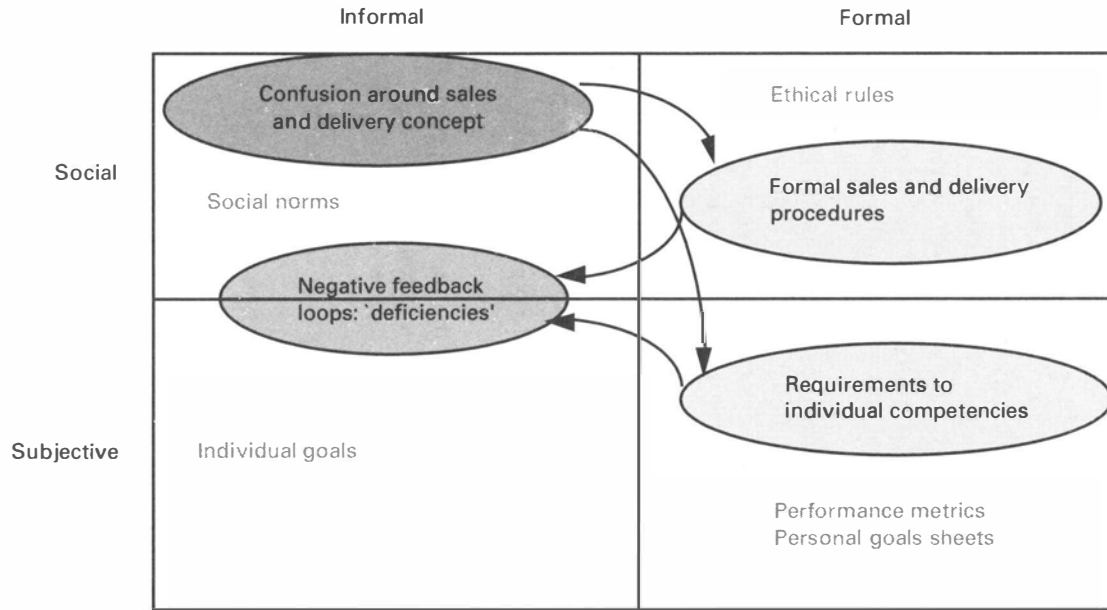 Informal
Formal
Confusion around sales
and delivery concept
Ethical rules
Social
Social norms
Formal sales and delivery
procedures
Negative feedback
loops: `deficiencies'
Requirements to
individual competencies
Subjective
Individual goals
Performance metrics
Personal goals sheets